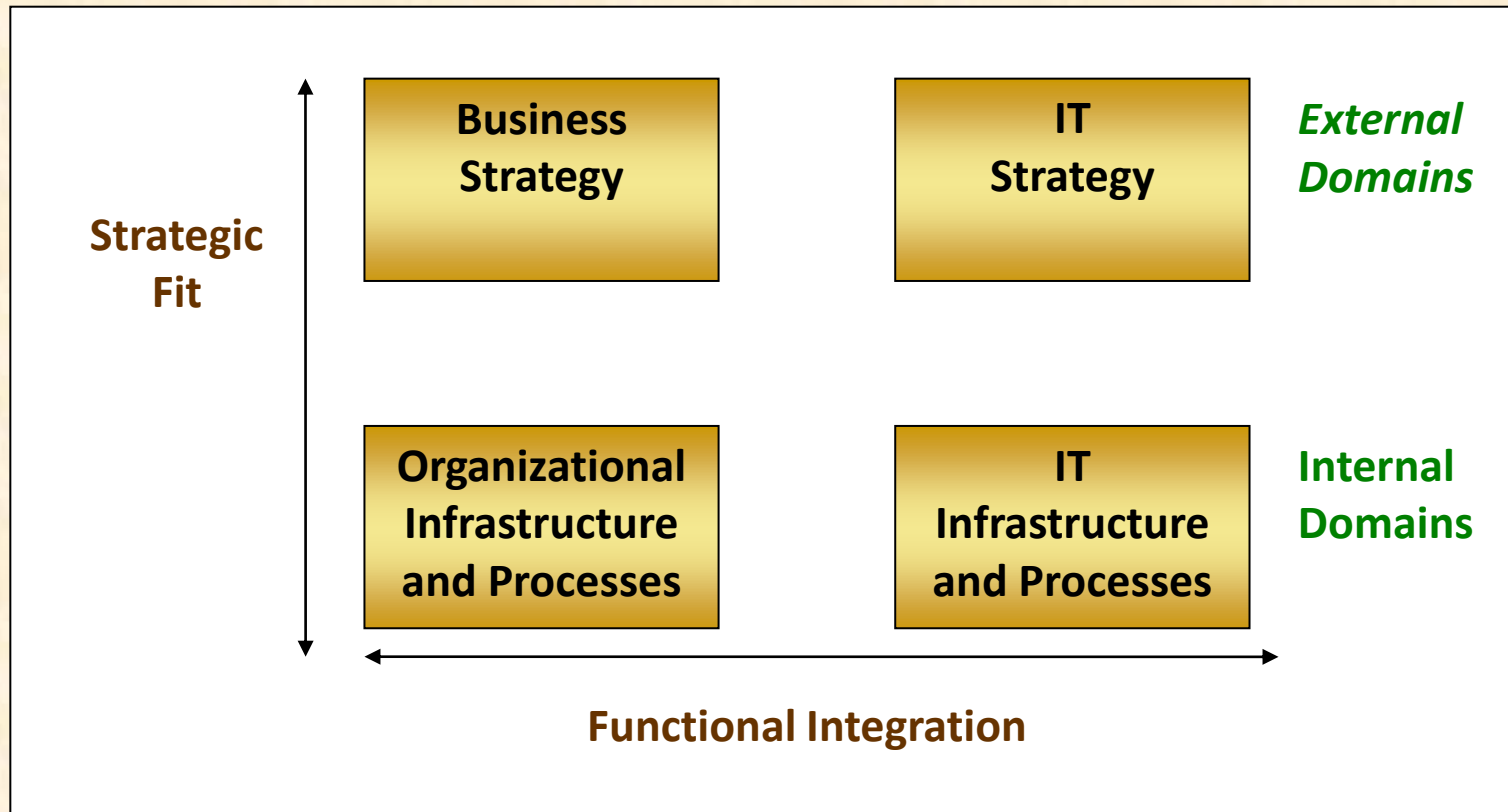 Business
Strategy
IT
Strategy
External
Domains
Strategic
Fit
Organizational
Infrastructure
and Processes
IT
Infrastructure
and Processes
Internal
Domains
Functional Integration